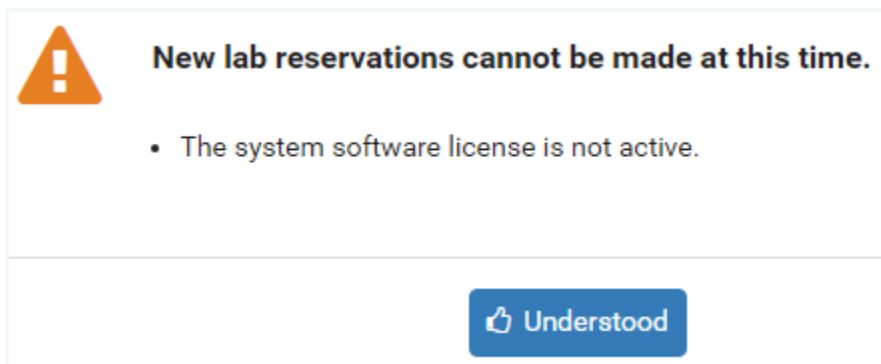 New lab reservations cannot be made at this time.
• The system software license is not active.
Understood